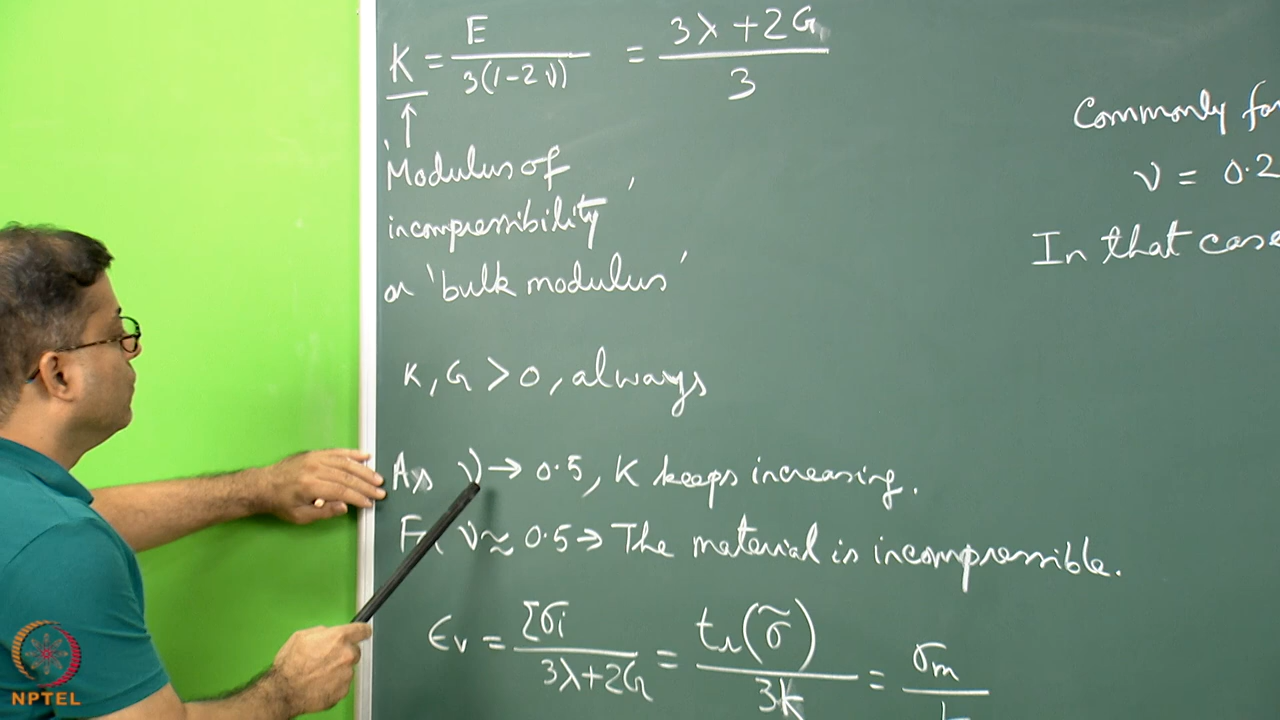 K = E / 3(1-2ν) = 3λ+2G / 3
'Modulus of
incompressibility'
or 'bulk modulus'
K, G > 0, always
As ν → 0.5, K keeps increasing.
ν ≈ 0.5 → The material is incompressible.
εv = Σσi / 3λ+2G = tr(σ̃) / 3k = σm /
Commonly for
ν = 0.2
In that case
NPTEL